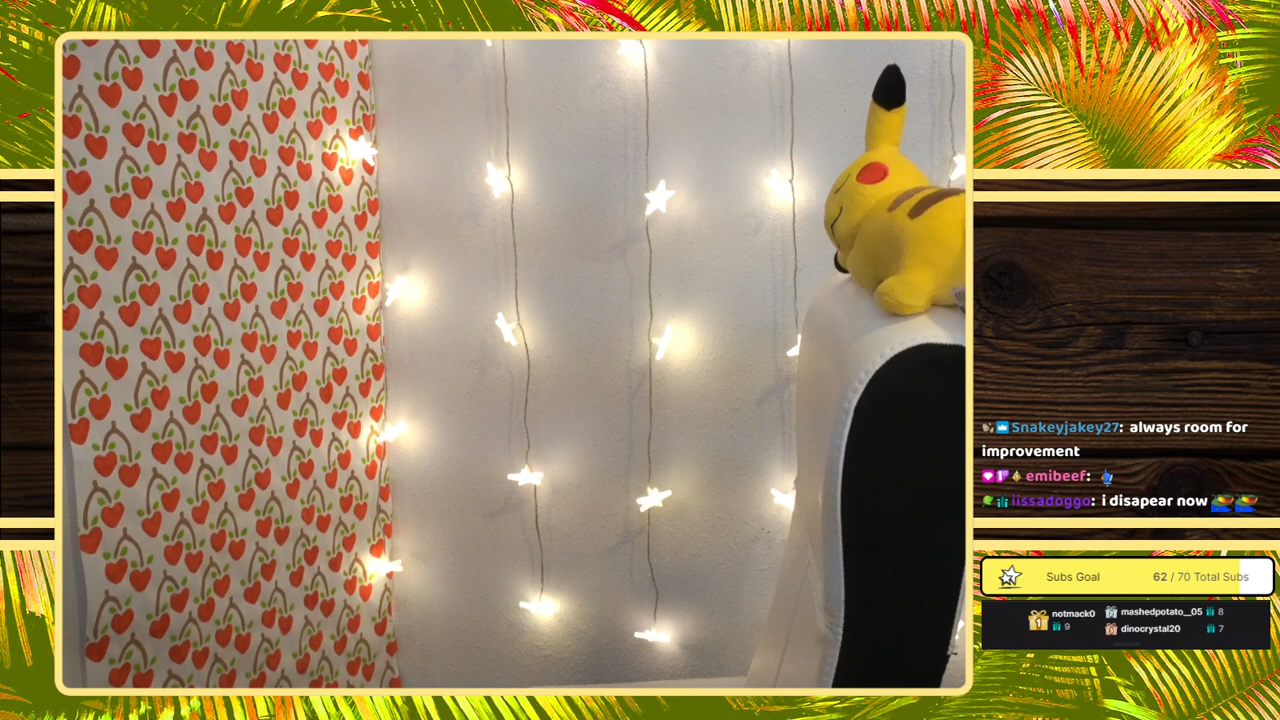 Snakeyjakey27: always room for
improvement
emibeef:
iissadoggo: i disapear now
Subs Goal 62 / 70 Total Subs
1 notmack0 9
mashedpotato__05 8
dinocrystal20 7